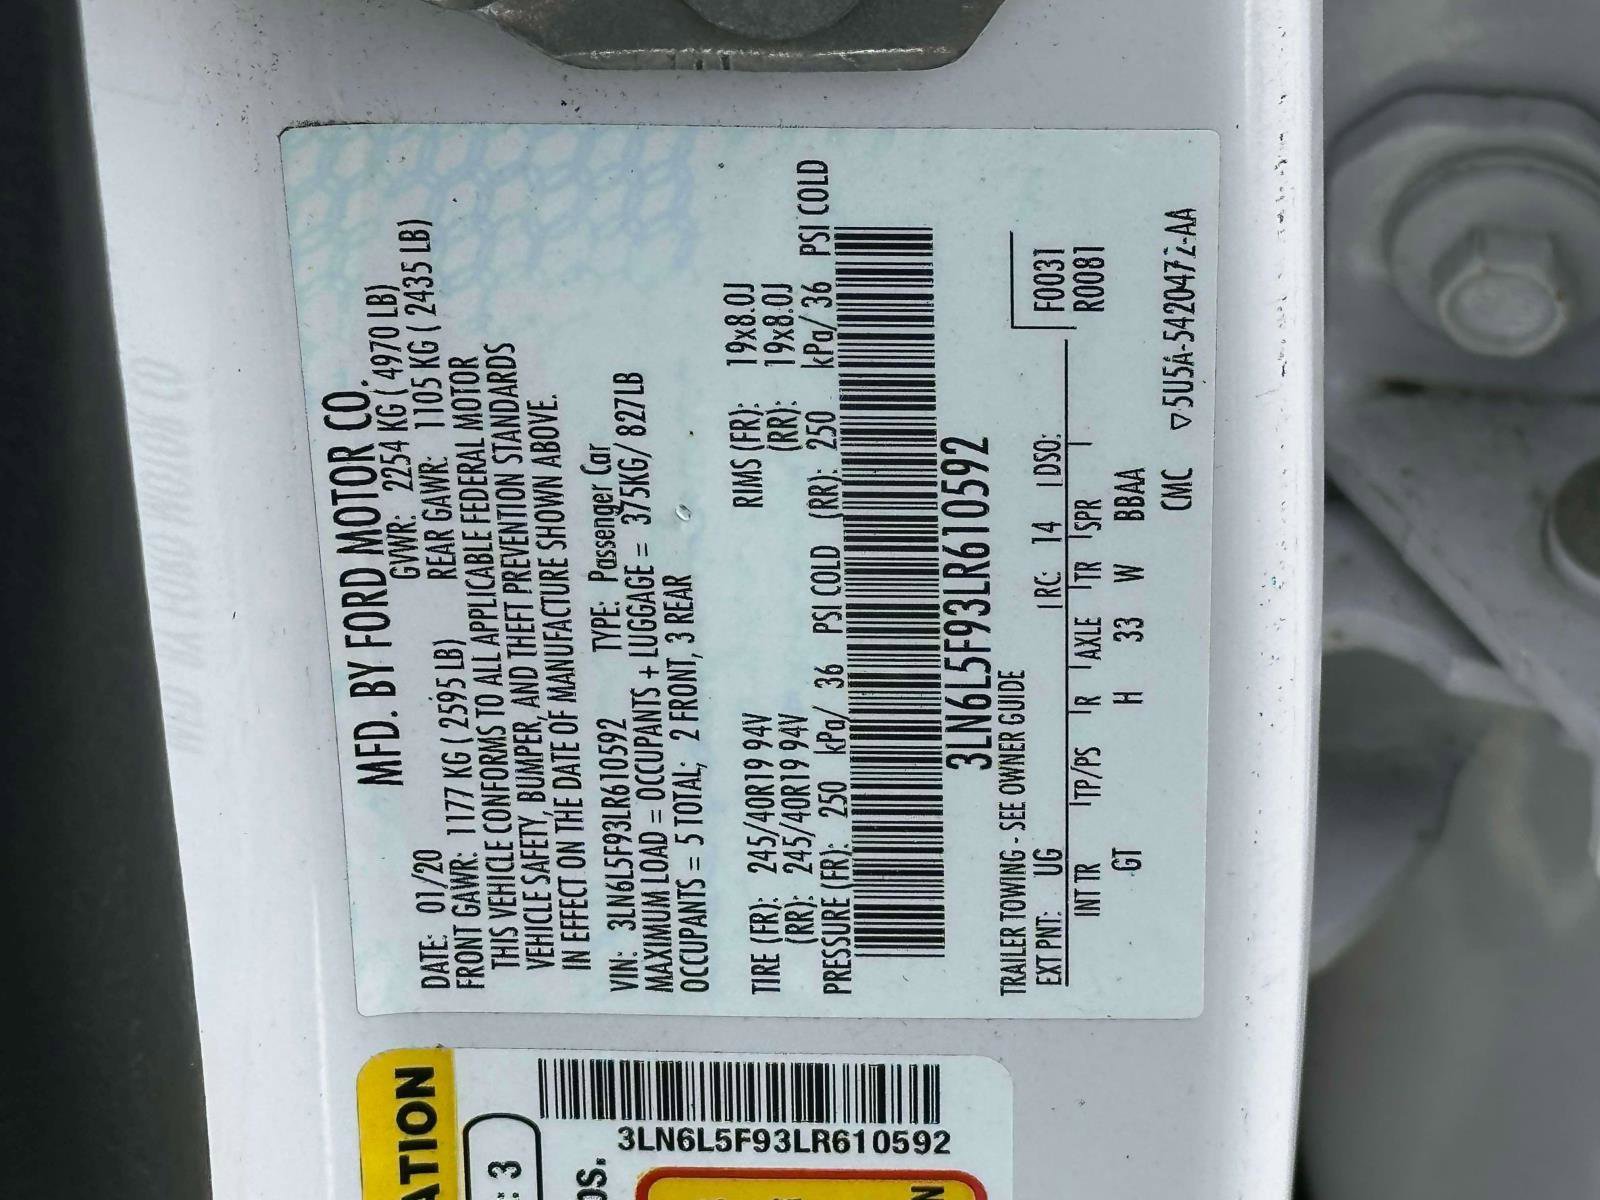 MFD. BY FORD MOTOR CO.
DATE: 01/20 GVWR: 2254 KG ( 4970 LB)
FRONT GAWR: 1177 KG ( 2595 LB) REAR GAWR: 1105 KG ( 2435 LB)
THIS VEHICLE CONFORMS TO ALL APPLICABLE FEDERAL MOTOR
VEHICLE SAFETY, BUMPER, AND THEFT PREVENTION STANDARDS
IN EFFECT ON THE DATE OF MANUFACTURE SHOWN ABOVE.
VIN: 3LN6L5F93LR610592 TYPE: Passenger Car
MAXIMUM LOAD = OCCUPANTS + LUGGAGE = 375KG/ 827LB
OCCUPANTS = 5 TOTAL; 2 FRONT, 3 REAR
TIRE (FR): 245/40R19 94V RIMS (FR): 19x8.0J
(RR): 245/40R19 94V (RR): 19x8.0J
PRESSURE (FR): 250 kPa/ 36 PSI COLD (RR): 250 kPa/ 36 PSI COLD
3LN6L5F93LR610592
TRAILER TOWING - SEE OWNER GUIDE F0031
EXT PNT: UG RC: 14 DSO: R0081
INT TR TP/PS R AXLE TR SPR
GT H 33 W BBAA
CMC ▽5U5A-5420472-AA
ATION
: 3
OS.
3LN6L5F93LR610592